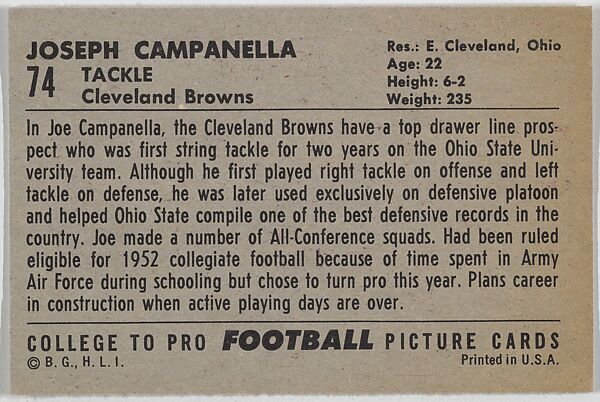 JOSEPH CAMPANELLA
74 TACKLE
Cleveland Browns
Res.: E. Cleveland, Ohio
Age: 22
Height: 6-2
Weight: 235
In Joe Campanella, the Cleveland Browns have a top drawer line pros-
pect who was first string tackle for two years on the Ohio State Uni-
versity team. Although he first played right tackle on offense and left
tackle on defense, he was later used exclusively on defensive platoon
and helped Ohio State compile one of the best defensive records in the
country. Joe made a number of All-Conference squads. Had been ruled
eligible for 1952 collegiate football because of time spent in Army
Air Force during schooling but chose to turn pro this year. Plans career
in construction when active playing days are over.
COLLEGE TO PRO FOOTBALL PICTURE CARDS
© B. G., H. L. I.
Printed in U.S.A.